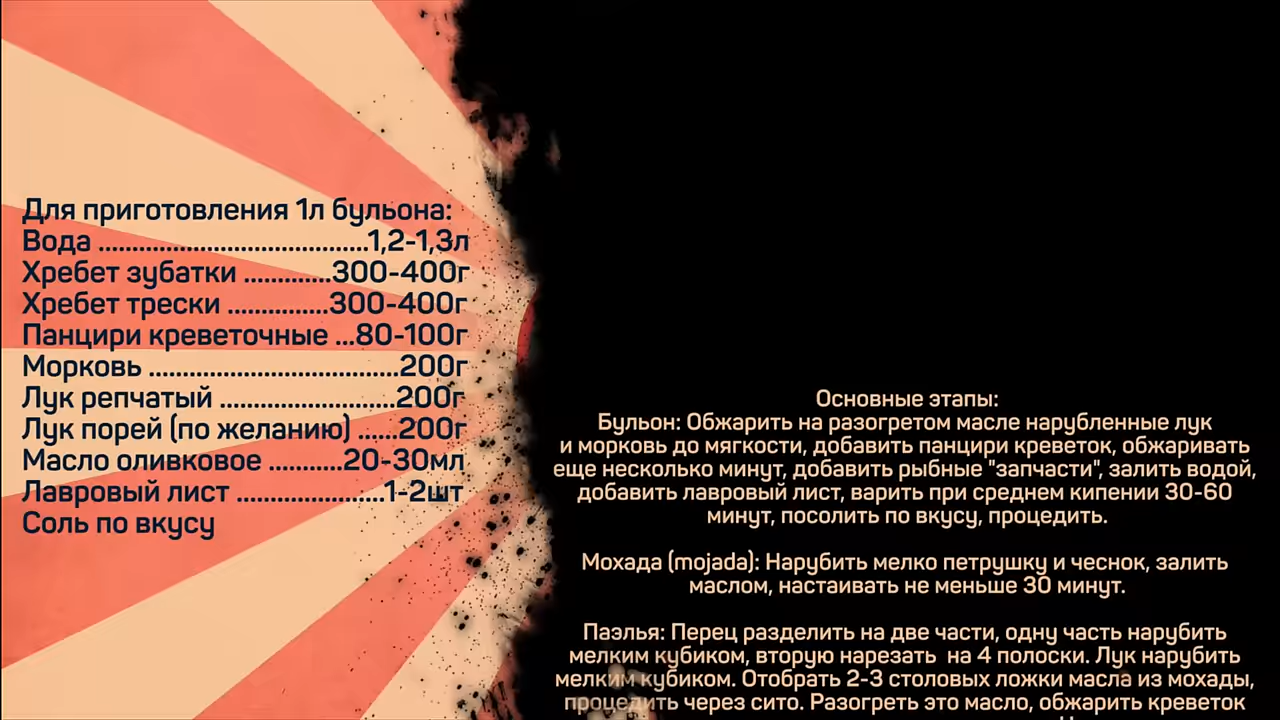 Для приготовления 1л бульона:
Вода .......................................1,2-1,3л
Хребет зубатки .............300-400г
Хребет трески ...............300-400г
Панцири креветочные ...80-100г
Морковь .....................................200г
Лук репчатый ..........................200г
Лук порей (по желанию) ......200г
Масло оливковое ...........20-30мл
Лавровый лист ......................1-2шт
Соль по вкусу
Основные этапы:
Бульон: Обжарить на разогретом масле нарубленные лук
и морковь до мягкости, добавить панцири креветок, обжаривать
еще несколько минут, добавить рыбные "запчасти", залить водой,
добавить лавровый лист, варить при среднем кипении 30-60
минут, посолить по вкусу, процедить.
Мохада (mojada): Нарубить мелко петрушку и чеснок, залить
маслом, настаивать не меньше 30 минут.
Паэлья: Перец разделить на две части, одну часть нарубить
мелким кубиком, вторую нарезать на 4 полоски. Лук нарубить
мелким кубиком. Отобрать 2-3 столовых ложки масла из мохады,
процедить через сито. Разогреть это масло, обжарить креветок